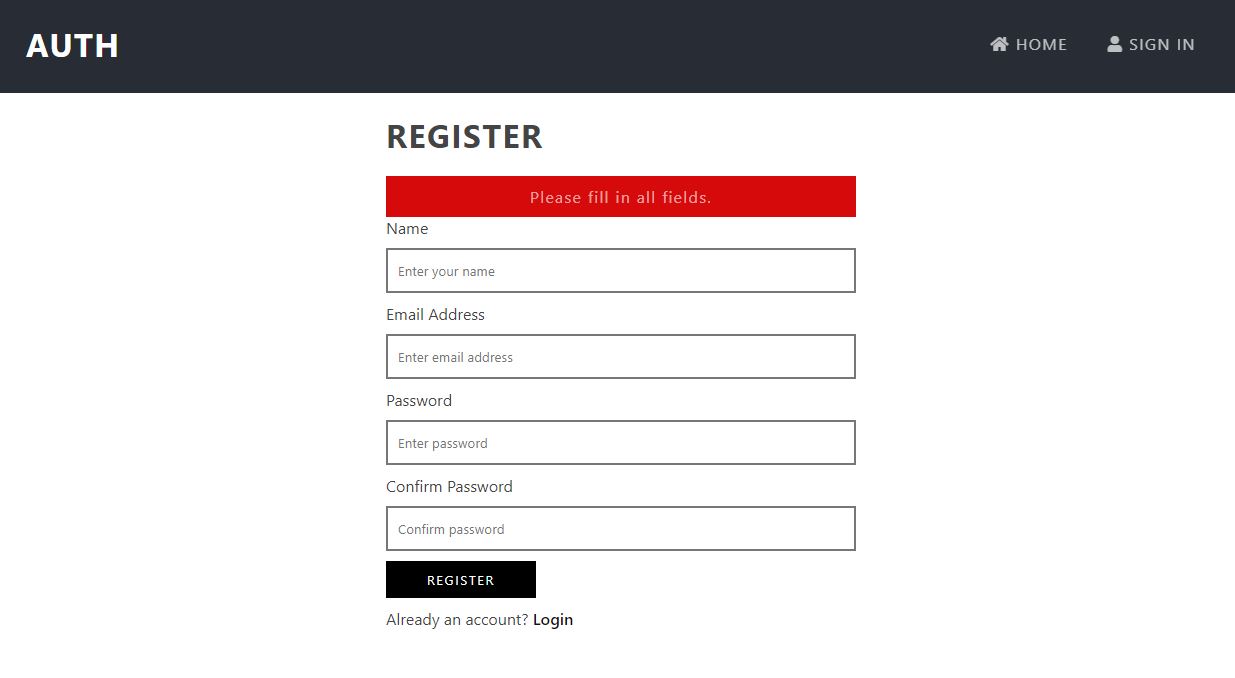 AUTH
HOME
SIGN IN
REGISTER
Please fill in all fields.
Name
Enter your name
Email Address
Enter email address
Password
Enter password
Confirm Password
Confirm password
REGISTER
Already an account? Login